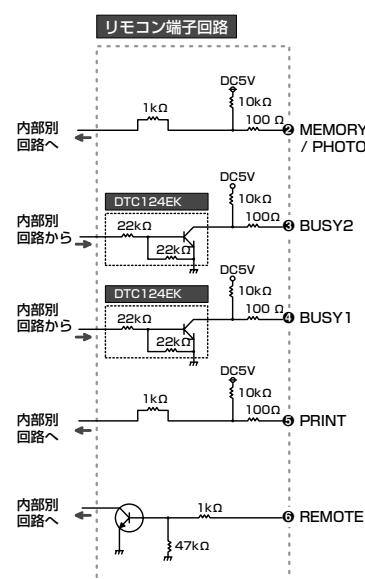 リモコン端子回路
DC5V
1kΩ
10kΩ
100 Ω
内部別
回路へ
❷ MEMORY
/ PHOTO
DC5V
DTC124EK
10kΩ
100Ω
内部別
回路から
22kΩ
22kΩ
❸ BUSY2
DC5V
DTC124EK
10kΩ
100 Ω
内部別
回路から
22kΩ
22kΩ
❹ BUSY1
DC5V
1kΩ
10kΩ
100Ω
内部別
回路へ
❺ PRINT
内部別
回路へ
1kΩ
❻ REMOTE
47kΩ